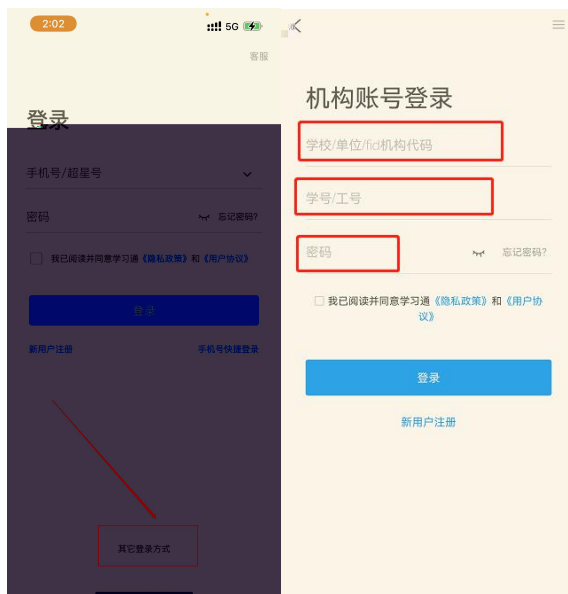 2:02
5G
客服
登录
手机号/超星号
密码
忘记密码?
我已阅读并同意学习通《隐私政策》和《用户协议》
登录
新用户注册
手机号快捷登录
其它登录方式
机构账号登录
学校/单位/fid机构代码
学号/工号
密码
忘记密码?
我已阅读并同意学习通《隐私政策》和《用户协
议》
登录
新用户注册